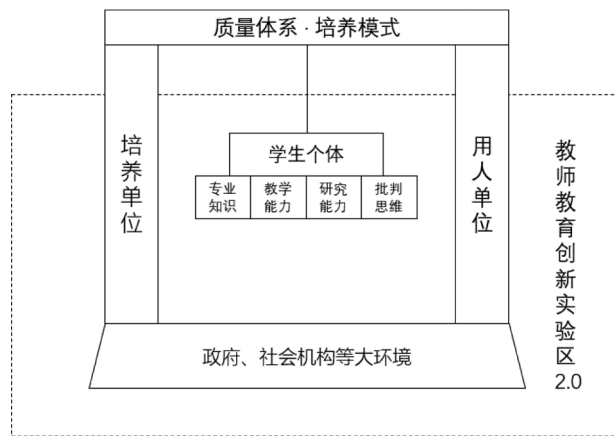 质量体系·培养模式
培养单位
学生个体
专业
知识
教学
能力
研究
能力
批判
思维
用人单位
教师教育创新实验区2.0
政府、社会机构等大环境